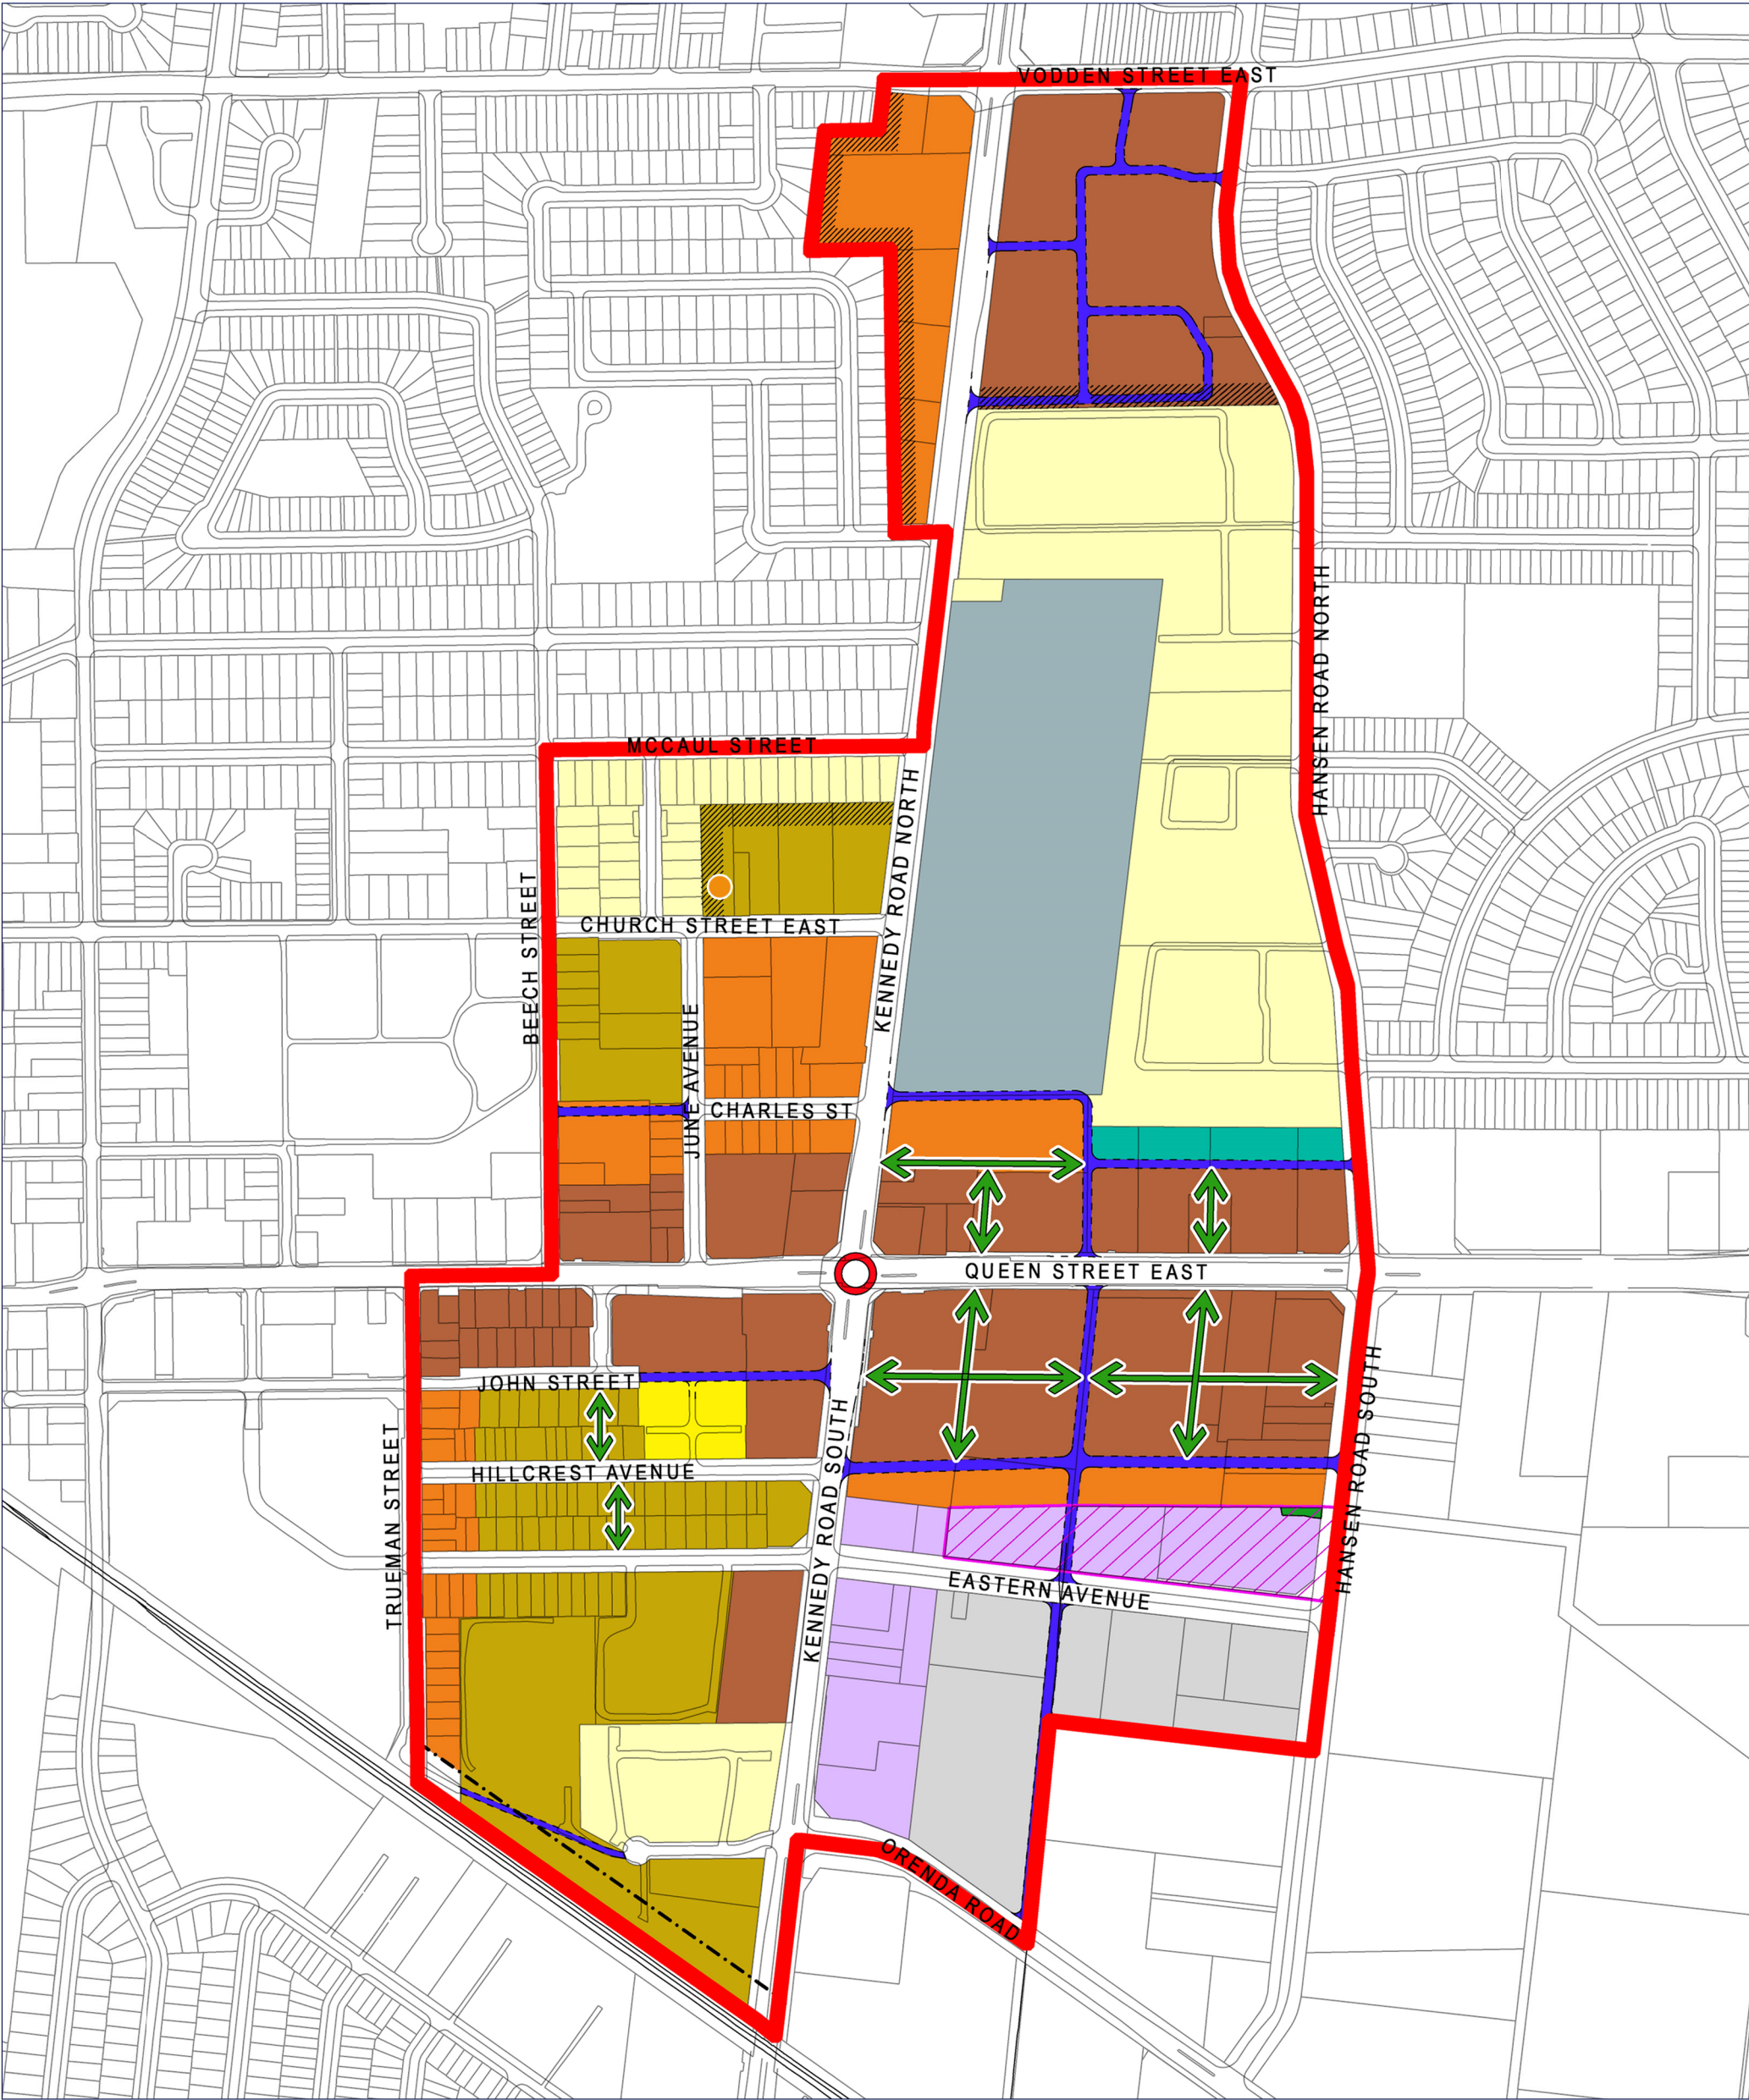 VODDEN STREET EAST
HANSEN ROAD NORTH
MCCAUL STREET
KENNEDY ROAD NORTH
BEECH STREET
CHURCH STREET EAST
JUNE AVENUE
CHARLES ST
QUEEN STREET EAST
JOHN STREET
HANSEN ROAD SOUTH
TRUEMAN STREET
KENNEDY ROAD SOUTH
HILLCREST AVENUE
EASTERN AVENUE
ORENDA ROAD